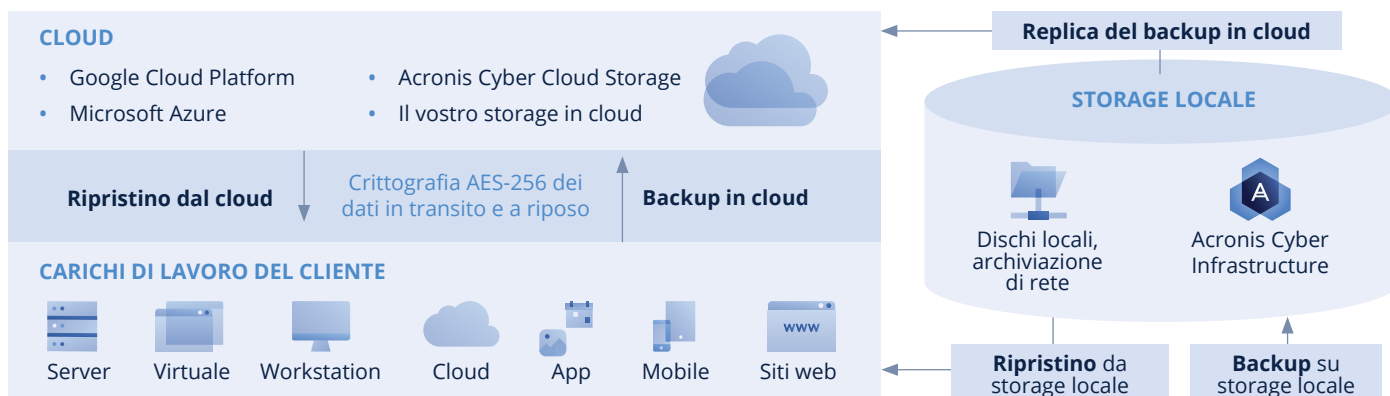 CLOUD
• Google Cloud Platform
• Microsoft Azure
• Acronis Cyber Cloud Storage
• Il vostro storage in cloud
Ripristino dal cloud
Crittografia AES-256 dei
dati in transito e a riposo
Backup in cloud
CARICHI DI LAVORO DEL CLIENTE
Server
Virtuale
Workstation
Cloud
App
Mobile
www
Siti web
Replica del backup in cloud
STORAGE LOCALE
Dischi locali,
archiviazione
di rete
A
Acronis Cyber
Infrastructure
Ripristino da
storage locale
Backup su
storage locale